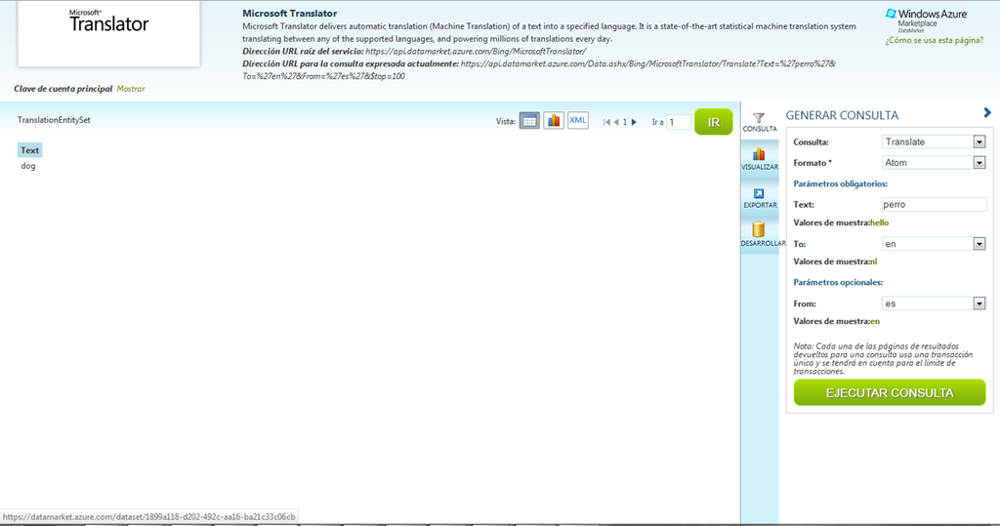 Microsoft®
Translator
Microsoft Translator
Microsoft Translator delivers automatic translation (Machine Translation) of a text into a specified language. It is a state-of-the-art statistical machine translation system
translating between any of the supported languages, and powering millions of translations every day.
Dirección URL raíz del servicio: https://api.datamarket.azure.com/Bing/MicrosoftTranslator/
Dirección URL para la consulta expresada actualmente: https://api.datamarket.azure.com/Data.ashx/Bing/MicrosoftTranslator/Translate?Text=%27perro%27&
To=%27en%27&From=%27es%27&$top=100
Windows Azure
Marketplace
DataMarket
¿Cómo se usa esta página?
Clave de cuenta principal Mostrar
TranslationEntitySet
Vista:
XML
1
Ir a
1
IR
Text
dog
CONSULTA
VISUALIZAR
EXPORTAR
DESARROLLAR
GENERAR CONSULTA
Consulta: Translate
Formato * Atom
Parámetros obligatorios:
Text: perro
Valores de muestra:hello
To: en
Valores de muestra:nl
Parámetros opcionales:
From: es
Valores de muestra:en
Nota: Cada una de las páginas de resultados
devueltos para una consulta usa una transacción
única y se tendrá en cuenta para el límite de
transacciones.
EJECUTAR CONSULTA
https://datamarket.azure.com/dataset/1899a118-d202-492c-aa16-ba21c33c06cb